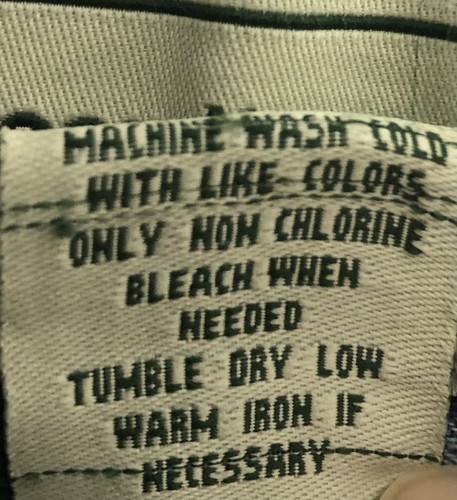 MACHINE WASH COLD
WITH LIKE COLORS
ONLY NON CHLORINE
BLEACH WHEN
NEEDED
TUMBLE DRY LOW
WARM IRON IF
NECESSARY